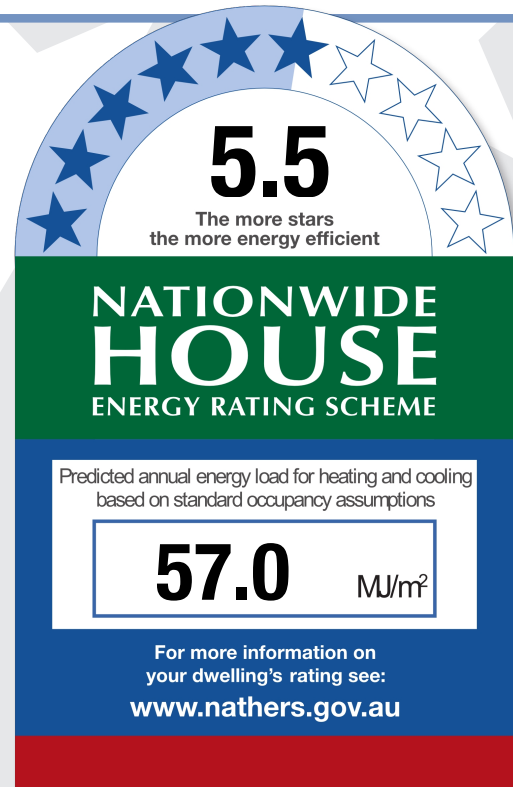 5.5
The more stars
the more energy efficient
NATIONWIDE
HOUSE
ENERGY RATING SCHEME
Predicted annual energy load for heating and cooling
based on standard occupancy assumptions
57.0 MJ/m²
For more information on
your dwelling's rating see:
www.nathers.gov.au